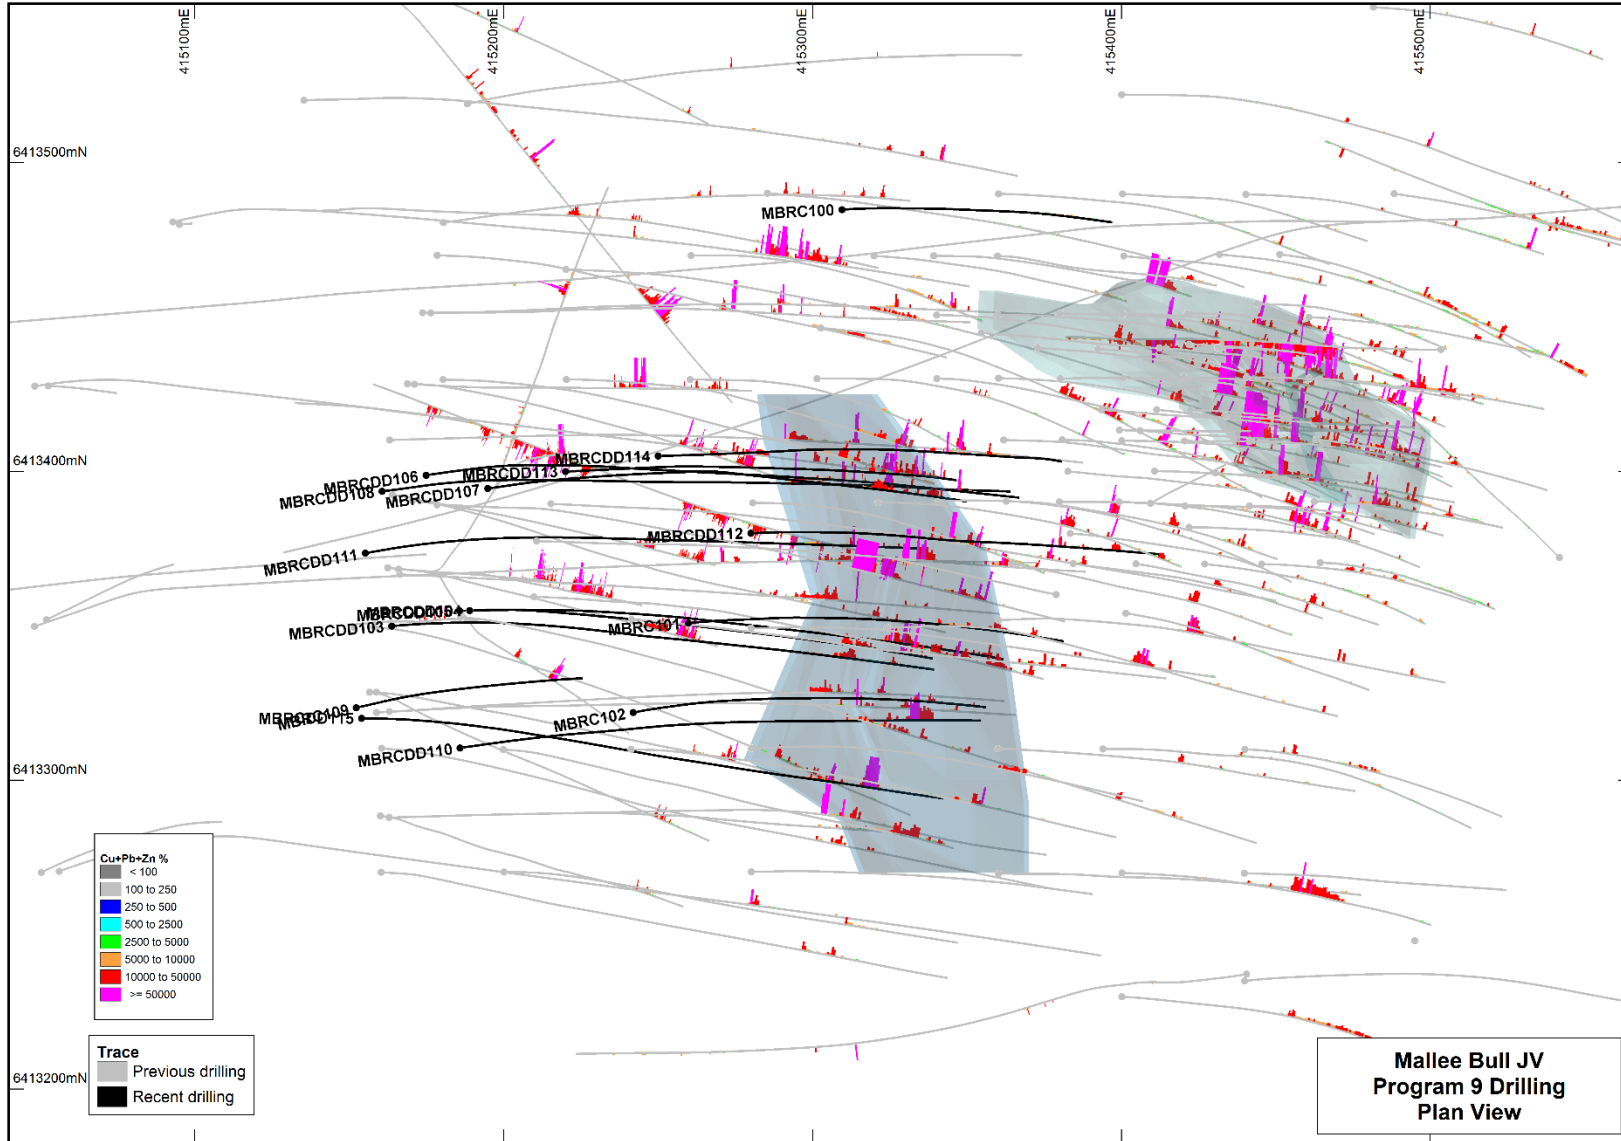 415100mE
415200mE
415300mE
415400mE
415500mE
6413500mN
MBRC100
6413400mN
MBRCDD114
MBRCDD106
MBRCDD113
MBRCDD108
MBRCDD107
MBRCDD112
MBRCDD111
MBRCDD103
MBRC101
MBRC102
MBRCDD110
6413300mN
Cu+Pb+Zn %
< 100
100 to 250
250 to 500
500 to 2500
2500 to 5000
5000 to 10000
10000 to 50000
>= 50000
Trace
Previous drilling
Recent drilling
6413200mN
Mallee Bull JV
Program 9 Drilling
Plan View